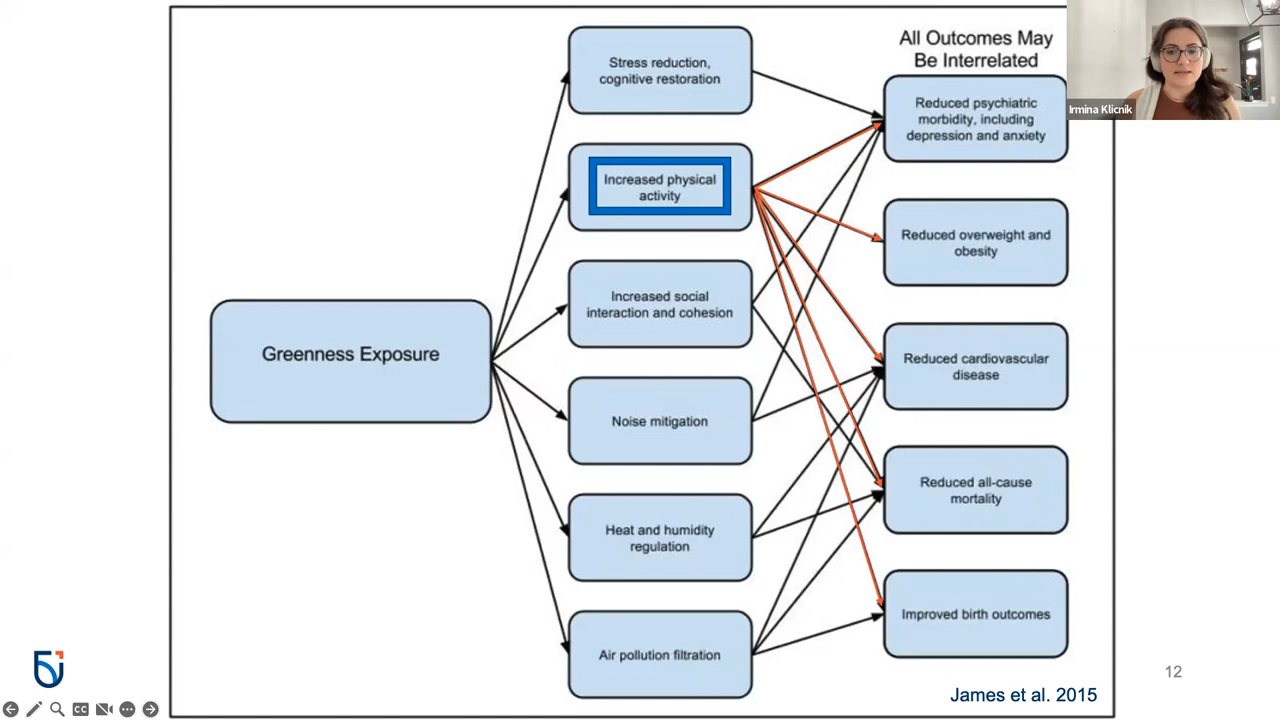 Stress reduction,
cognitive restoration
Increased physical
activity
Increased social
interaction and cohesion
Greenness Exposure
Noise mitigation
Heat and humidity
regulation
Air pollution filtration
All Outcomes May
Be Interrelated
Reduced psychiatric
morbidity, including
depression and anxiety
Reduced overweight and
obesity
Reduced cardiovascular
disease
Reduced all-cause
mortality
Improved birth outcomes
Irmina Klicnik
12
James et al. 2015
CC